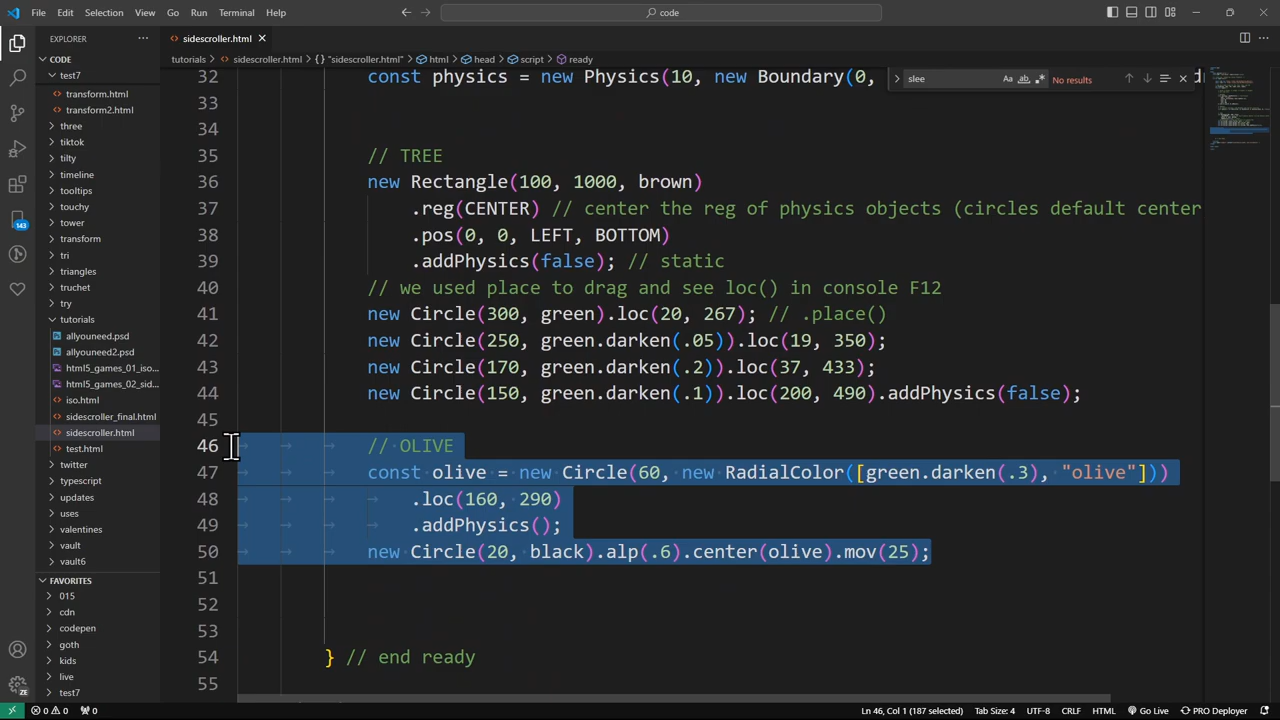 File Edit Selection View Go Run Terminal Help
code
EXPLORER
sidescroller.html
CODE
tutorials > sidescroller.html > "sidescroller.html" > html > head > script > ready
test7
transform.html
transform2.html
three
tiktok
tilty
timeline
tooltips
touchy
tower
transform
tri
triangles
truchet
try
tutorials
allyouneed.psd
allyouneed2.psd
html5_games_01_iso...
html5_games_02_sid...
iso.html
sidescroller_final.html
sidescroller.html
test.html
twitter
typescript
updates
uses
valentines
vault
vault6
FAVORITES
015
cdn
codepen
goth
kids
live
test7
143
slee
Aa ab
No results
32 const physics = new Physics(10, new Boundary(0,
33
34
35 // TREE
36 new Rectangle(100, 1000, brown)
37 .reg(CENTER) // center the reg of physics objects (circles default center
38 .pos(0, 0, LEFT, BOTTOM)
39 .addPhysics(false); // static
40 // we used place to drag and see loc() in console F12
41 new Circle(300, green).loc(20, 267); // .place()
42 new Circle(250, green.darken(.05)).loc(19, 350);
43 new Circle(170, green.darken(.2)).loc(37, 433);
44 new Circle(150, green.darken(.1)).loc(200, 490).addPhysics(false);
45
46 // OLIVE
47 const olive = new Circle(60, new RadialColor([green.darken(.3), "olive"]))
48 .loc(160, 290)
49 .addPhysics();
50 new Circle(20, black).alp(.6).center(olive).mov(25);
51
52
53
54 } // end ready
55
0 0 0 Ln 46, Col 1 (187 selected) Tab Size: 4 UTF-8 CRLF HTML Go Live PRO Deployer